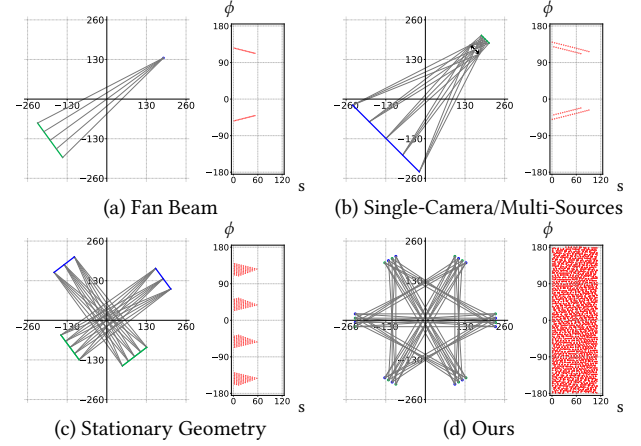 ϕ
260
180
130
90
−260 −130 130 260
0
−130
−90
−260
−180
0 60 120
s
(a) Fan Beam
ϕ
260
180
130
90
−260 −130 130 260
0
−130
−90
−260
−180
0 60 120
s
(b) Single-Camera/Multi-Sources
ϕ
260
180
130
90
−260 −130 130 260
0
−130
−90
−260
−180
0 60 120
s
(c) Stationary Geometry
ϕ
260
180
130
90
−260 −130 130 260
0
−130
−90
−260
−180
0 60 120
s
(d) Ours